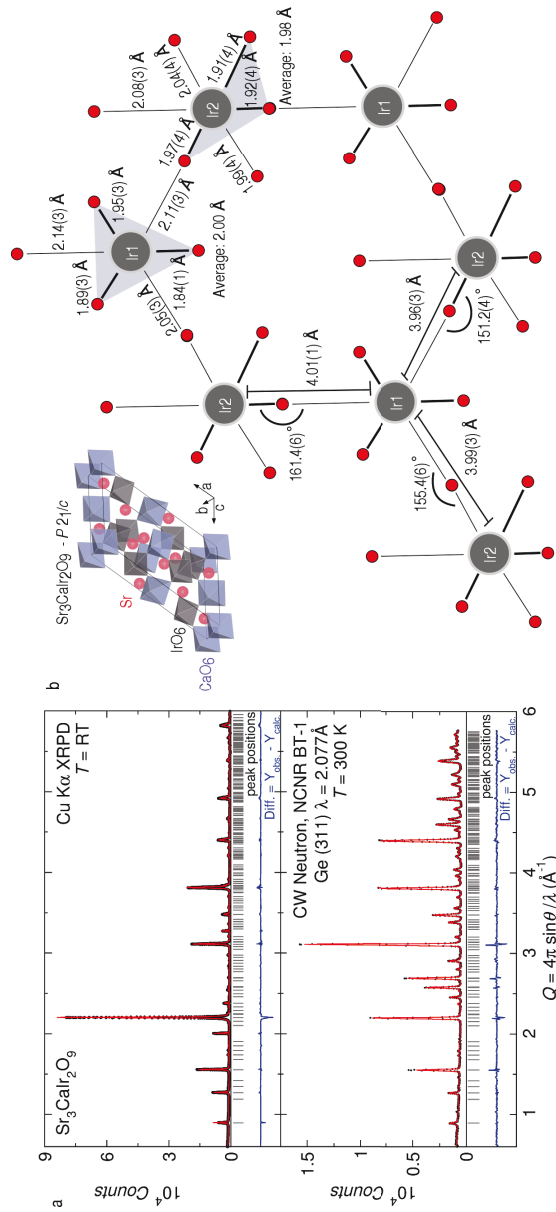 a
Sr3CaIr2O9
Cu Kα XRPD
T = RT
9
6
3
0
10^4 Counts
peak positions
Diff. = Yobs. - Ycalc.
CW Neutron, NCNR BT-1
Ge (311) λ = 2.077Å
T = 300 K
1.5
1
0.5
0
10^4 Counts
peak positions
Diff. = Yobs. - Ycalc.
1
2
3
4
5
6
Q = 4π sinθ/λ (Å-1)
b
Sr3CaIr2O9 - P 21/c
Sr
IrO6
CaO6
b
a
c
2.14(3) Å
1.89(3) Å
1.95(3) Å
Ir1
1.84(1) Å
Average: 2.00
2.05(3) Å
2.11(3) Å
2.08(3) Å
2.04(4) Å
1.97(4) Å
1.91(4) Å
Ir2
1.92(4) Å
1.99(4) Å
Average: 1.98
Ir2
4.01(1) Å
161.4(6)°
Ir1
Ir1
3.96(3) Å
151.2(4)°
Ir2
155.4(6)°
3.99(3) Å
Ir2